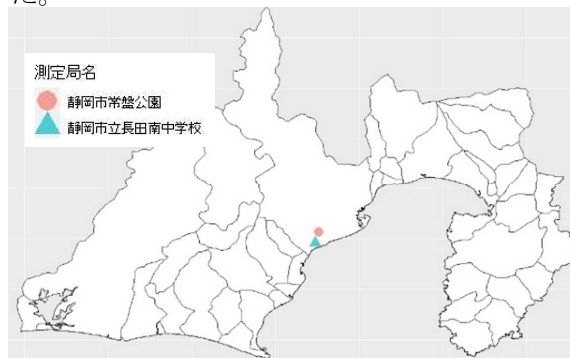 た。
測定局名
静岡市常盤公園
静岡市立長田南中学校